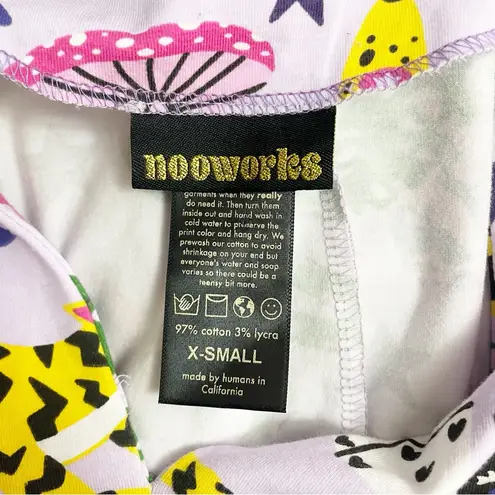 nooworks
garments when they really
do need it. Then turn them
inside out and hand wash in
cold water to preserve the
print color and hang dry. We
prewash our cotton to avoid
shrinkage on your end but
everyone's water and soap
varies so there could be a
teensy bit more.
97% cotton 3% lycra
X-SMALL
made by humans in
California